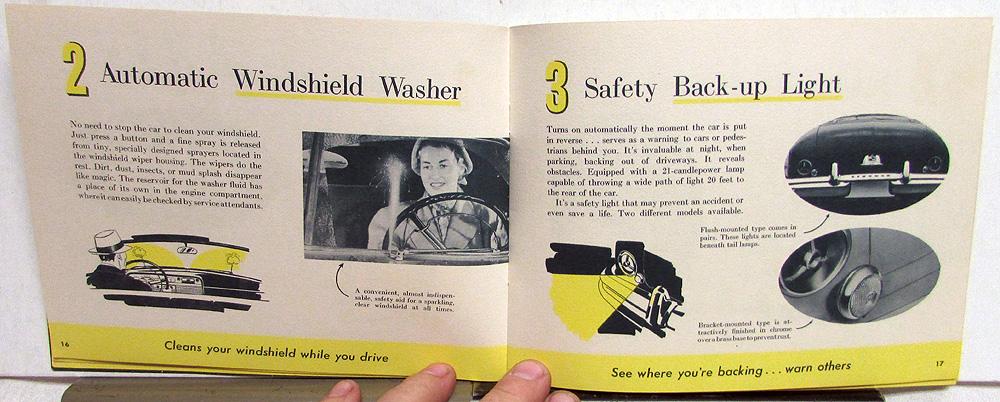 2 Automatic Windshield Washer
No need to stop the car to clean your windshield.
Just press a button and a fine spray is released
from tiny, specially designed sprayers located in
the windshield wiper housing. The wipers do the
rest. Dirt, dust, insects, or mud splash disappear
like magic. The reservoir for the washer fluid has
a place of its own in the engine compartment,
where it can easily be checked by service attendants.
A convenient, almost indispen-
sable, safety aid for a sparkling,
clear windshield at all times.
16
Cleans your windshield while you drive
3 Safety Back-up Light
Turns on automatically the moment the car is put
in reverse . . . serves as a warning to cars or pedes-
trians behind you. It's invaluable at night, when
parking, backing out of driveways. It reveals
obstacles. Equipped with a 21-candlepower lamp
capable of throwing a wide path of light 20 feet to
the rear of the car.
It's a safety light that may prevent an accident or
even save a life. Two different models available.
Flush-mounted type comes in
pairs. These lights are located
beneath tail lamps.
Bracket-mounted type is at-
tractively finished in chrome
over a brass base to prevent rust.
See where you're backing . . . warn others
17